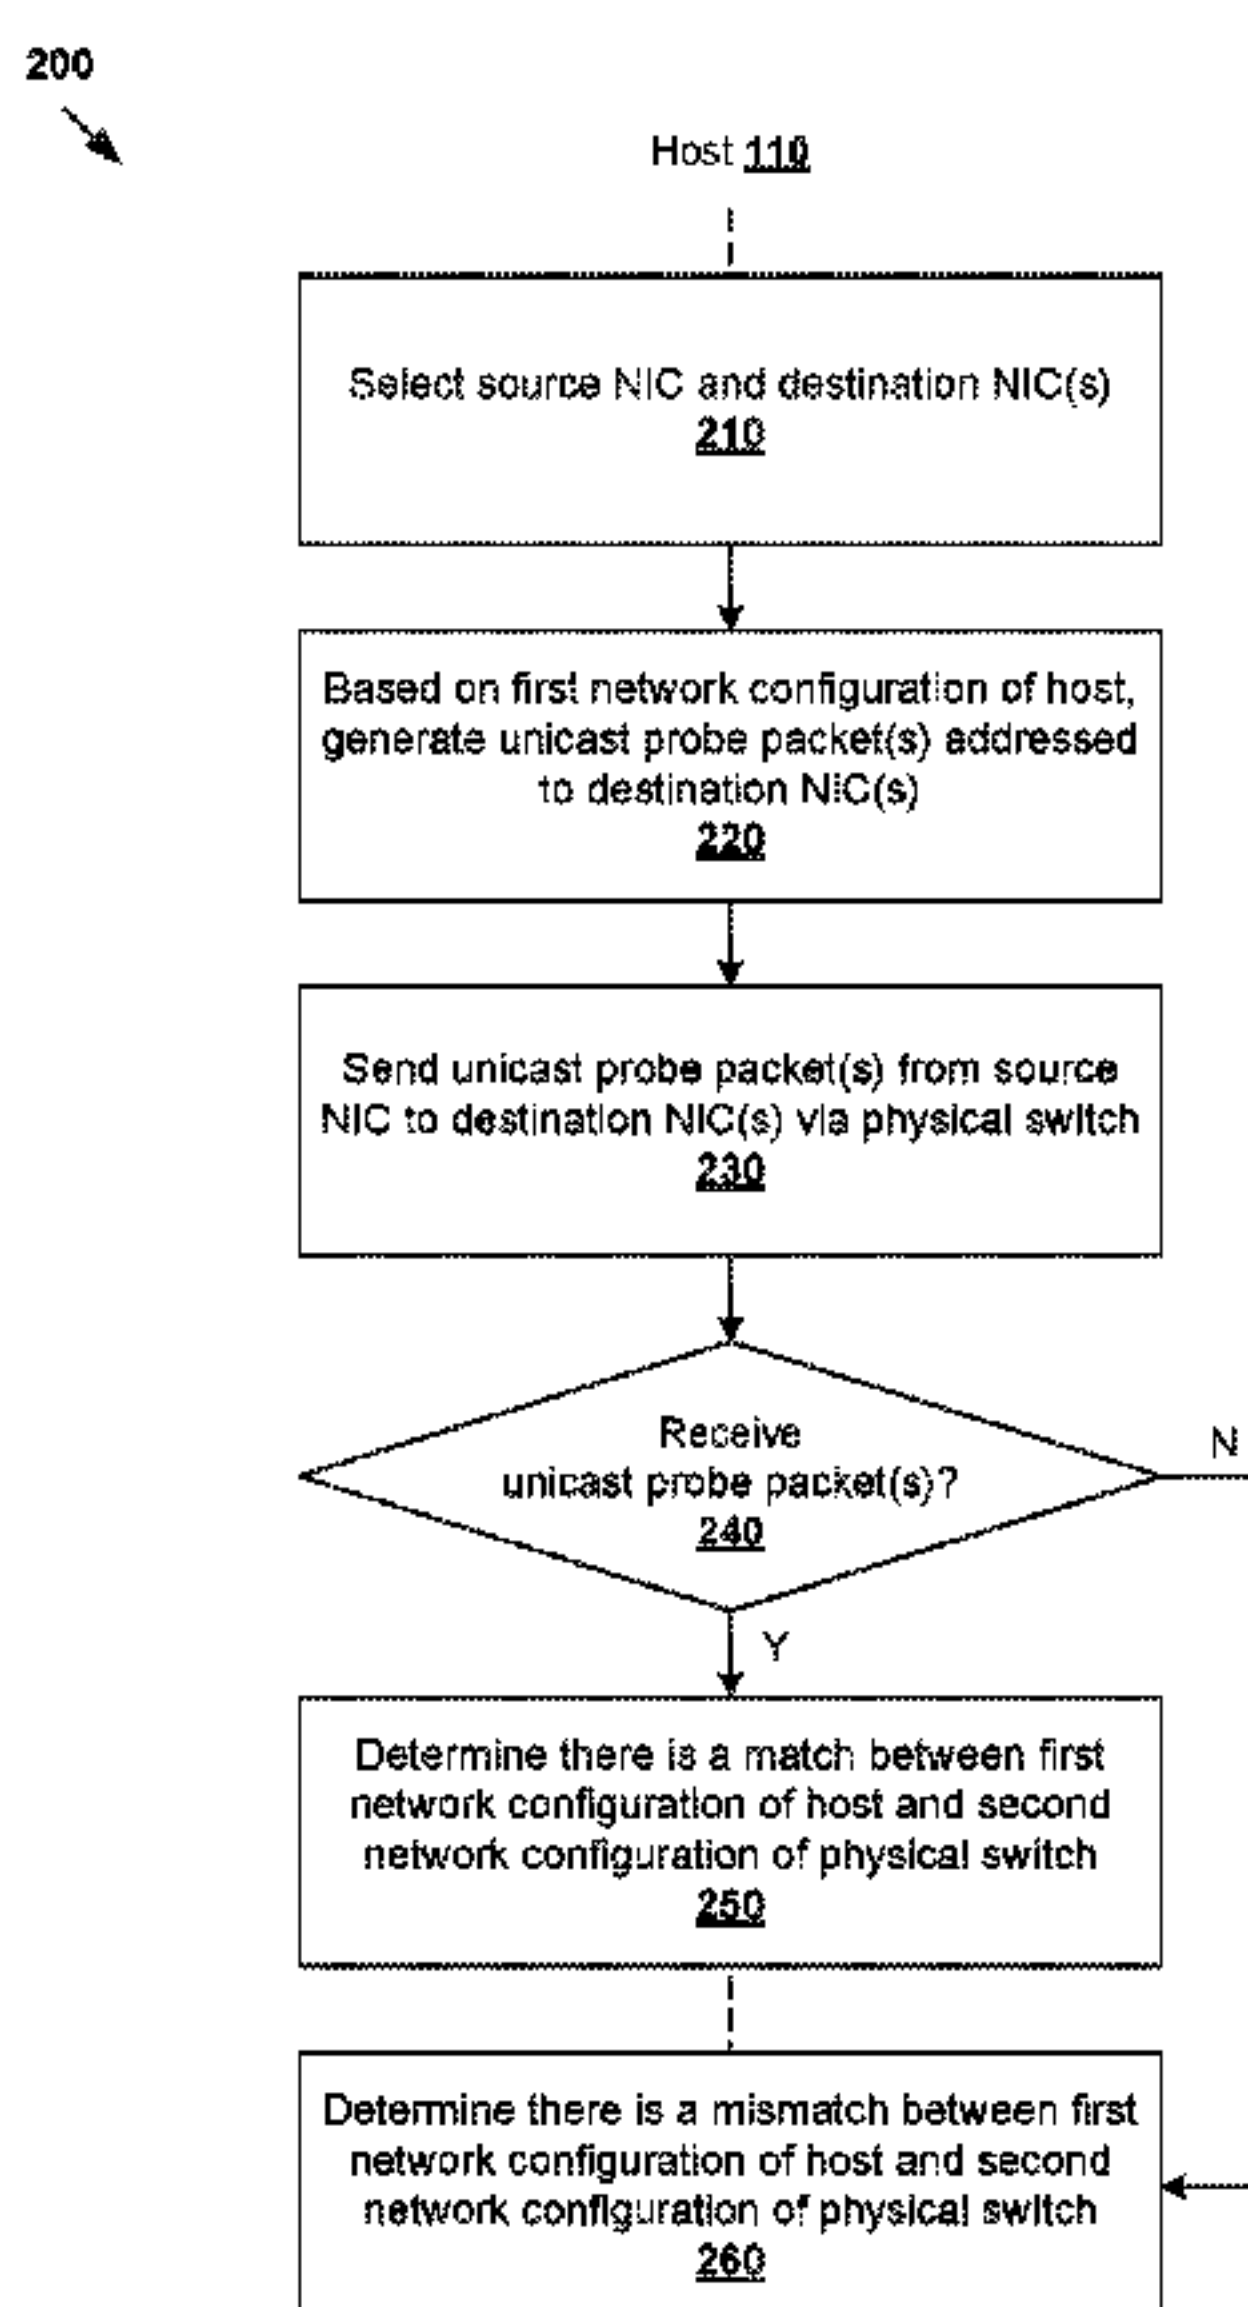 200
Host 110
Select source NIC and destination NIC(s)
210
Based on first network configuration of host,
generate unicast probe packet(s) addressed
to destination NIC(s)
220
Send unicast probe packet(s) from source
NIC to destination NIC(s) via physical switch
230
Receive
unicast probe packet(s)?
240
N
Y
Determine there is a match between first
network configuration of host and second
network configuration of physical switch
250
Determine there is a mismatch between first
network configuration of host and second
network configuration of physical switch
260